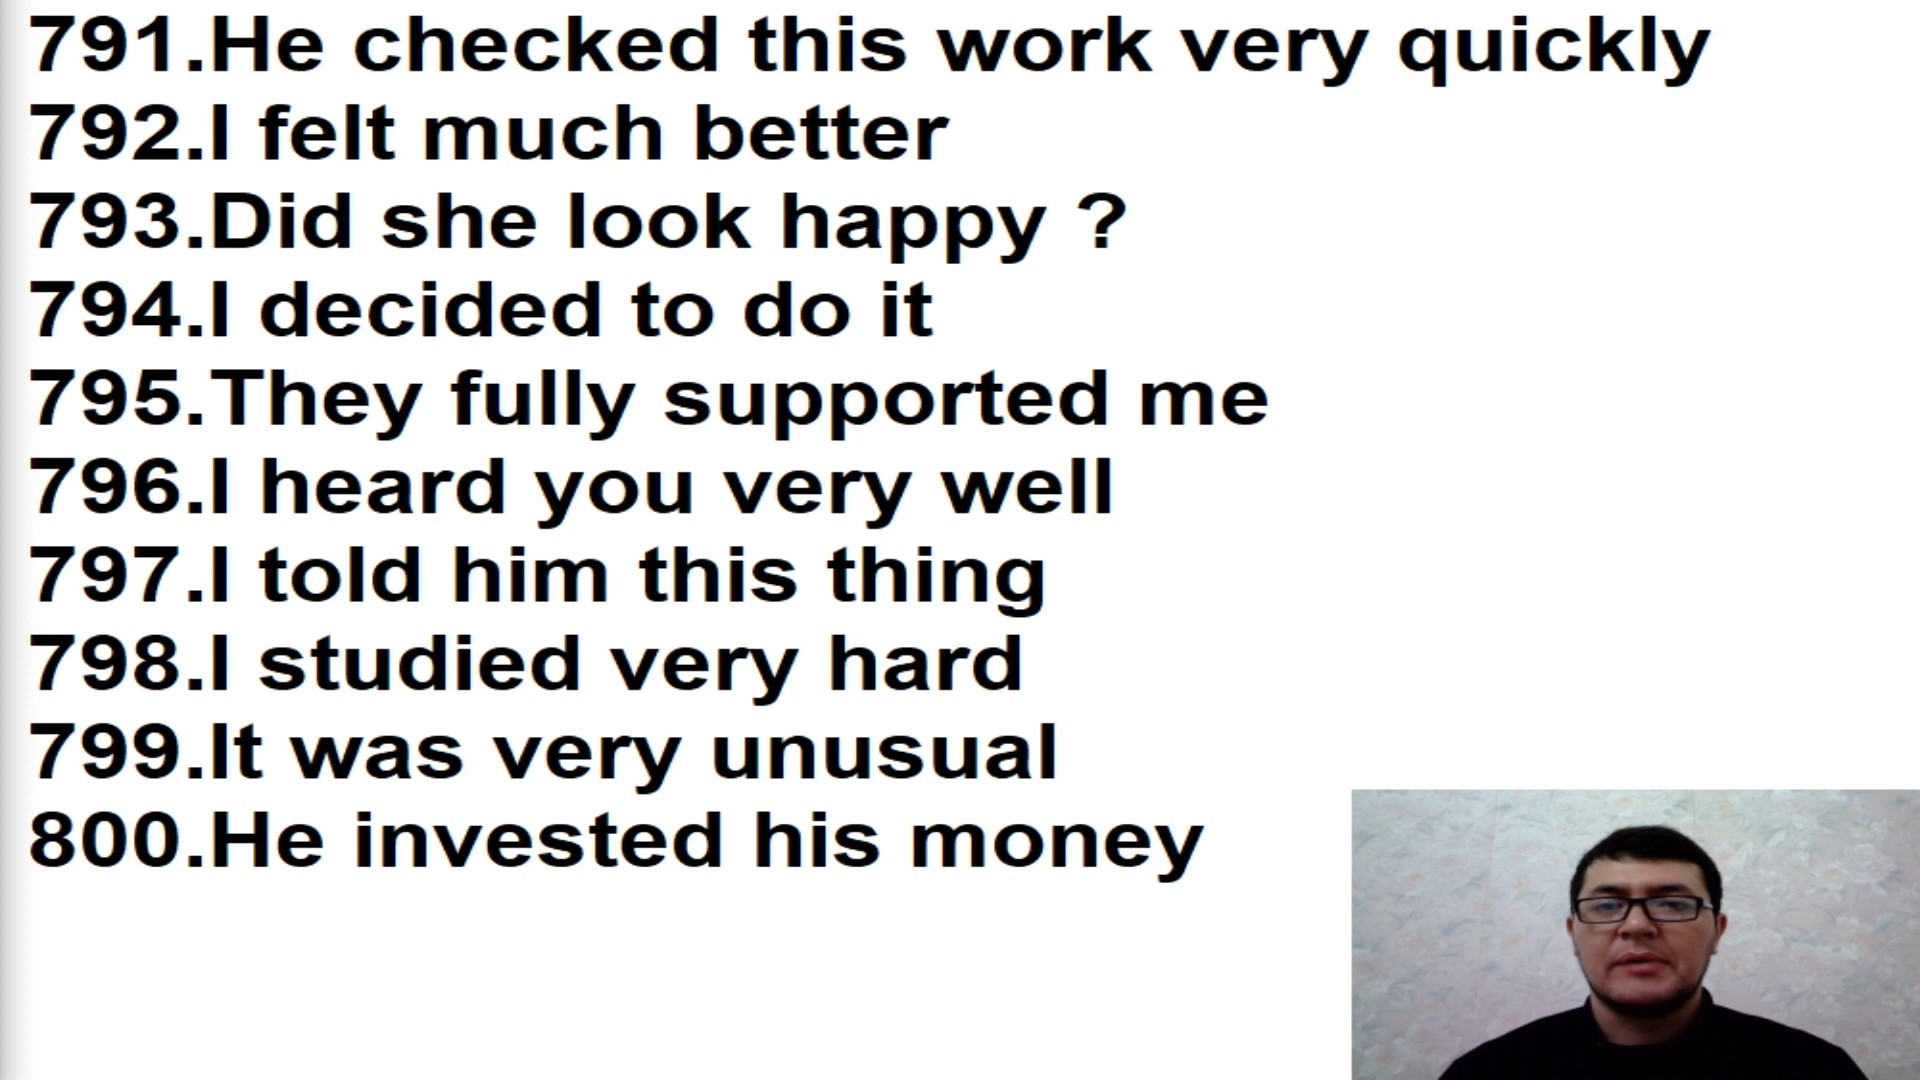 791.He checked this work very quickly
792.I felt much better
793.Did she look happy ?
794.I decided to do it
795.They fully supported me
796.I heard you very well
797.I told him this thing
798.I studied very hard
799.It was very unusual
800.He invested his money